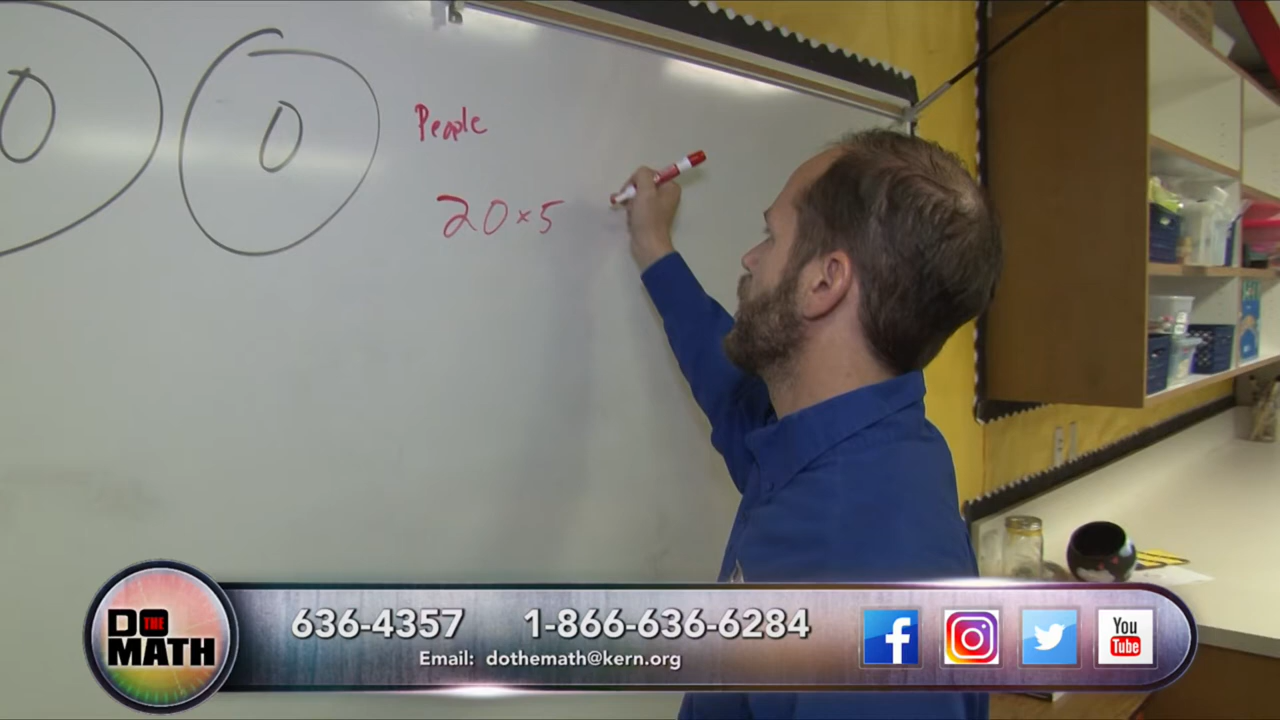 0 0
People
20×5
DO THE MATH
636-4357 1-866-636-6284
Email: dothemath@kern.org
f
You
Tube